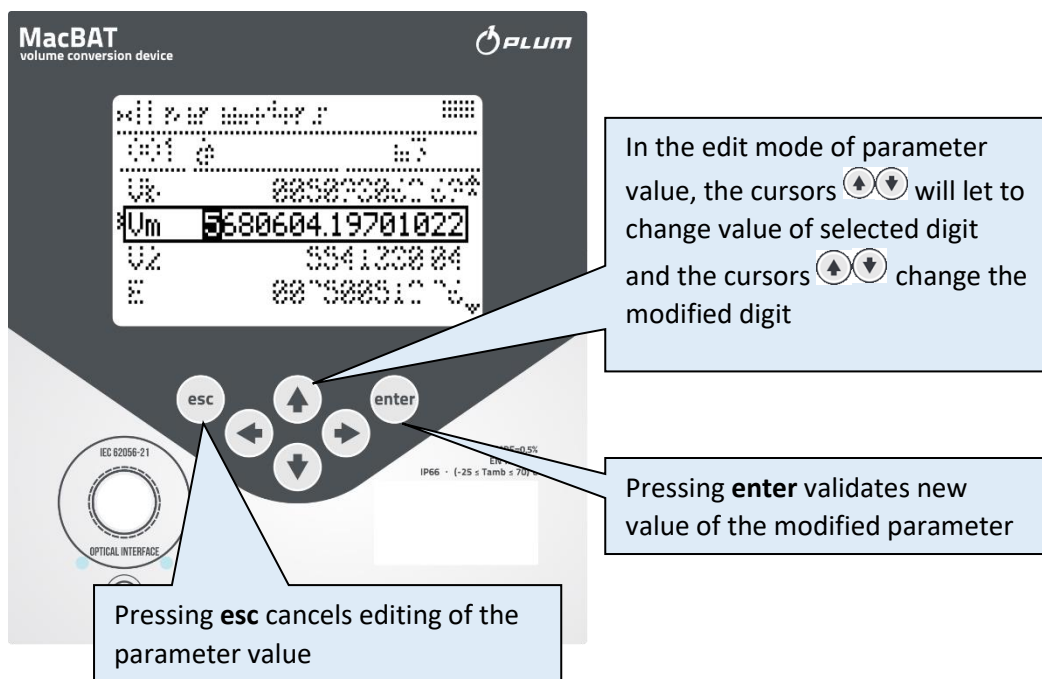 MacBAT
volume conversion device
PLUM
Vm 5680604.19701022
In the edit mode of parameter
value, the cursors will let to
change value of selected digit
and the cursors change the
modified digit
esc
enter
IEC 62056-21
OPTICAL INTERFACE
Pressing enter validates new
value of the modified parameter
Pressing esc cancels editing of the
parameter value